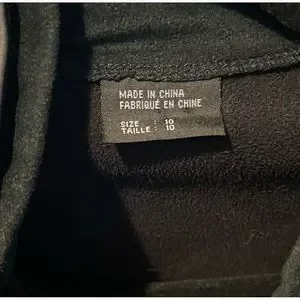 MADE IN CHINA
FABRIQUÉ EN CHINE
SIZE : 10
TAILLE : 10